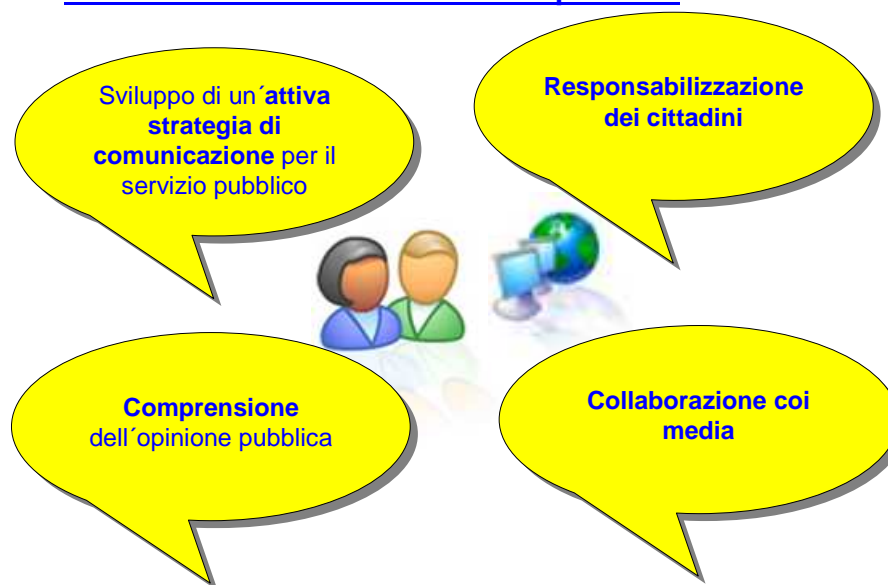 Sviluppo di un´attiva
strategia di
comunicazione per il
servizio pubblico
Responsabilizzazione
dei cittadini
Comprensione
dell´opinione pubblica
Collaborazione coi
media